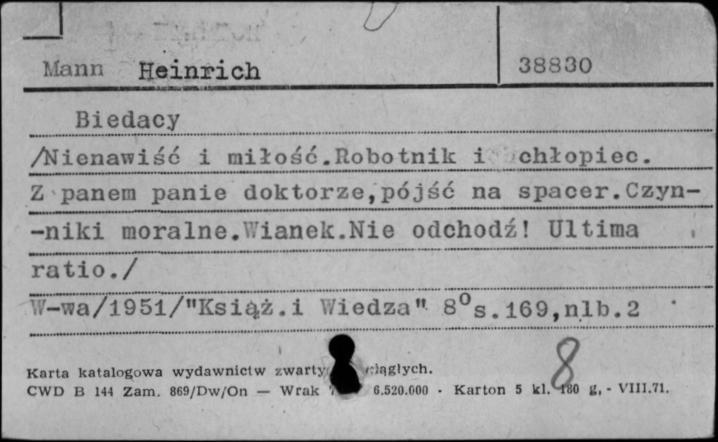 Mann Heinrich 38830
Biedacy
/Nienawiść i miłość.Robotnik i chłopiec.
Z panem panie doktorze,pójść na spacer.Czyn-
-niki moralne.Wianek.Nie odchodź! Ultima
ratio./
W-wa/1951/"Książ.i Wiedza" 8°s.169,nlb.2
8
Karta katalogowa wydawnictw
CWD B 144 Zam. 869/Dw/On — Wrak 6.520.000 - Karton 5 kl. 180 g, - VIII.71.